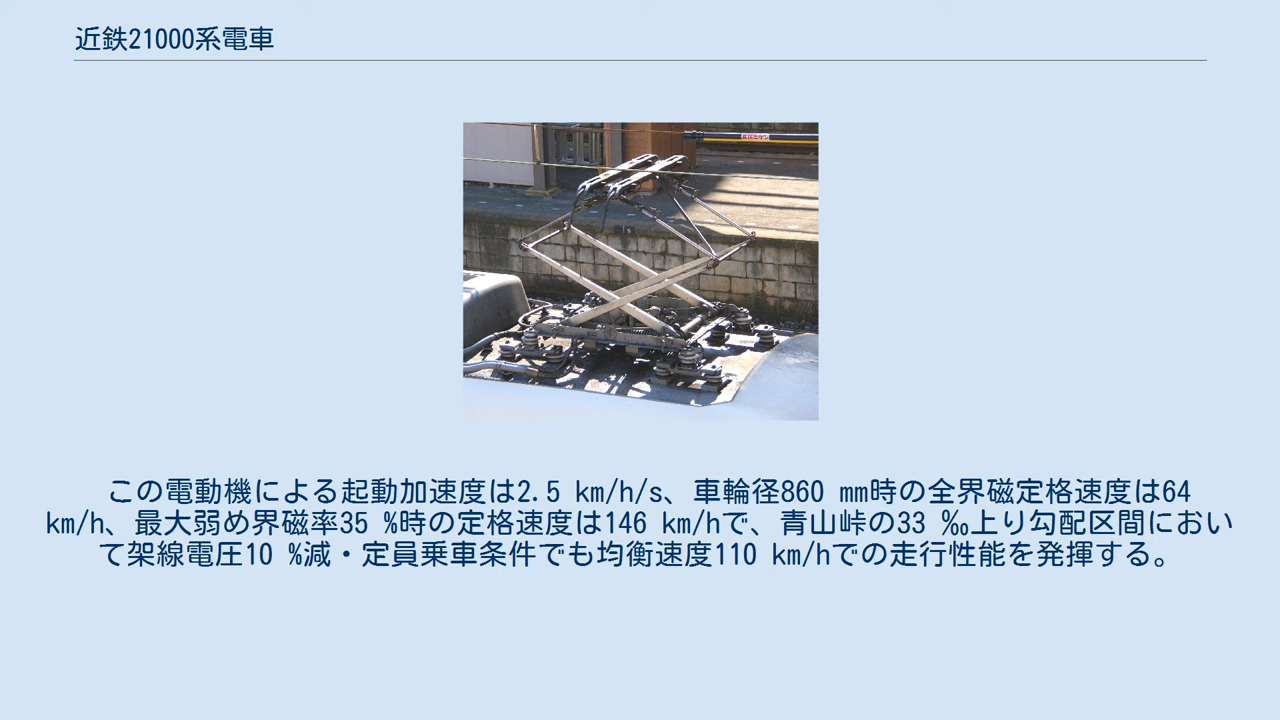 近鉄21000系電車
この電動機による起動加速度は2.5 km/h/s、車輪径860 mm時の全界磁定格速度は64
km/h、最大弱め界磁率35 %時の定格速度は146 km/hで、青山峠の33 ‰上り勾配区間におい
て架線電圧10 %減・定員乗車条件でも均衡速度110 km/hでの走行性能を発揮する。